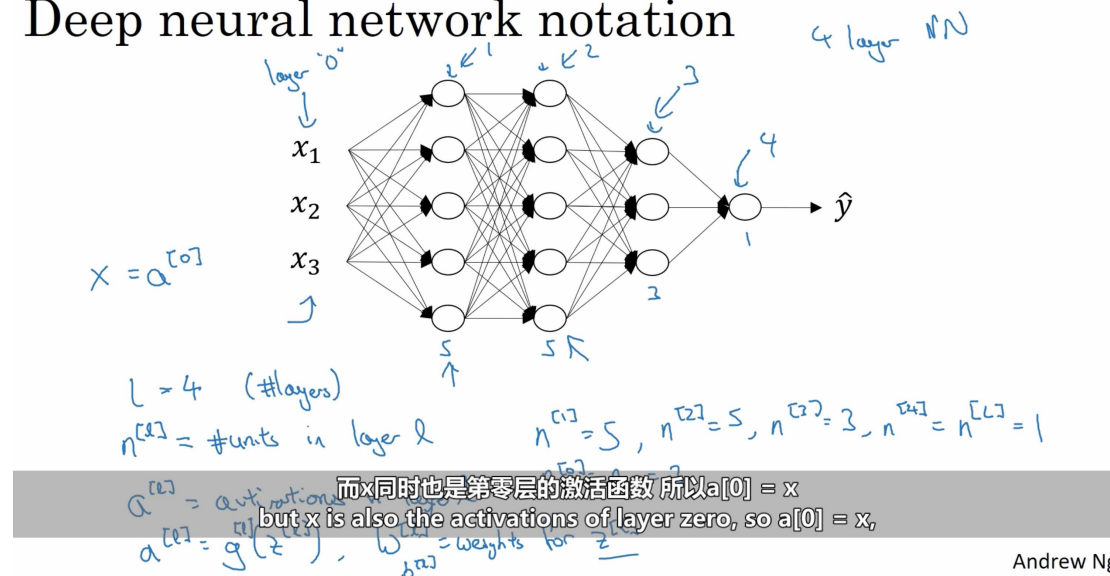 Deep neural network notation
4 layer NN
layer "0"
1
2
3
4
x₁
x₂
x₃
ŷ
X = a^[0]
5
5
3
1
L = 4 (#layers)
n^[l] = #units in layer l
n^[1] = 5, n^[2] = 5, n^[3] = 3, n^[4] = n^[L] = 1
而x同时也是第零层的激活函数 所以a[0] = x
a^[l] = activations
but x is also the activations of layer zero, so a[0] = x,
a^[l] = g^[l](z^[l]), W^[l] = weights for z^[l]
Andrew Ng